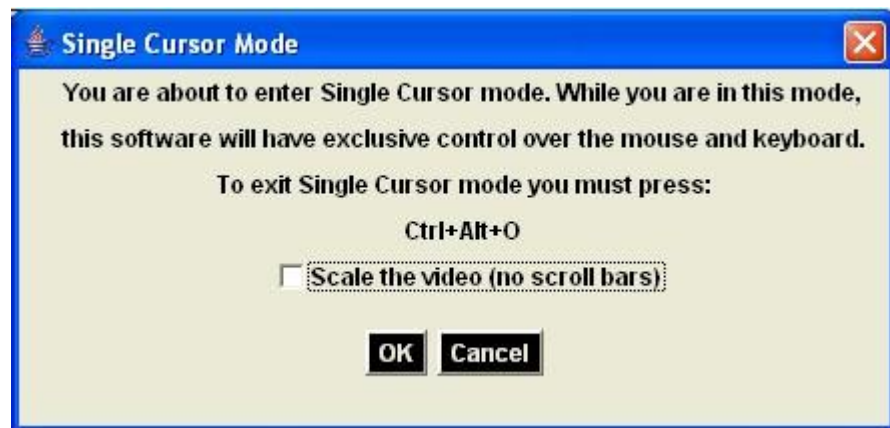 Single Cursor Mode
You are about to enter Single Cursor mode. While you are in this mode,
this software will have exclusive control over the mouse and keyboard.
To exit Single Cursor mode you must press:
Ctrl+Alt+O
Scale the video (no scroll bars)
OK Cancel